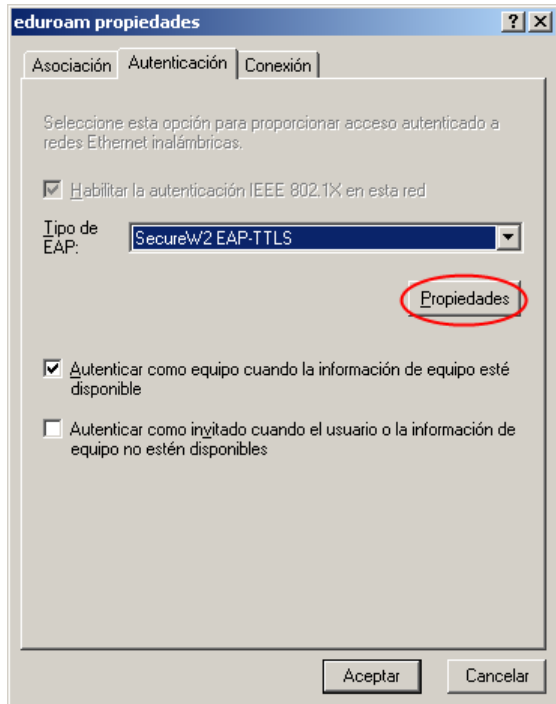 eduroam propiedades
Asociación Autenticación Conexión
Seleccione esta opción para proporcionar acceso autenticado a
redes Ethernet inalámbricas.
Habilitar la autenticación IEEE 802.1X en esta red
Tipo de
EAP:
SecureW2 EAP-TTLS
Propiedades
Autenticar como equipo cuando la información de equipo esté
disponible
Autenticar como invitado cuando el usuario o la información de
equipo no estén disponibles
Aceptar Cancelar